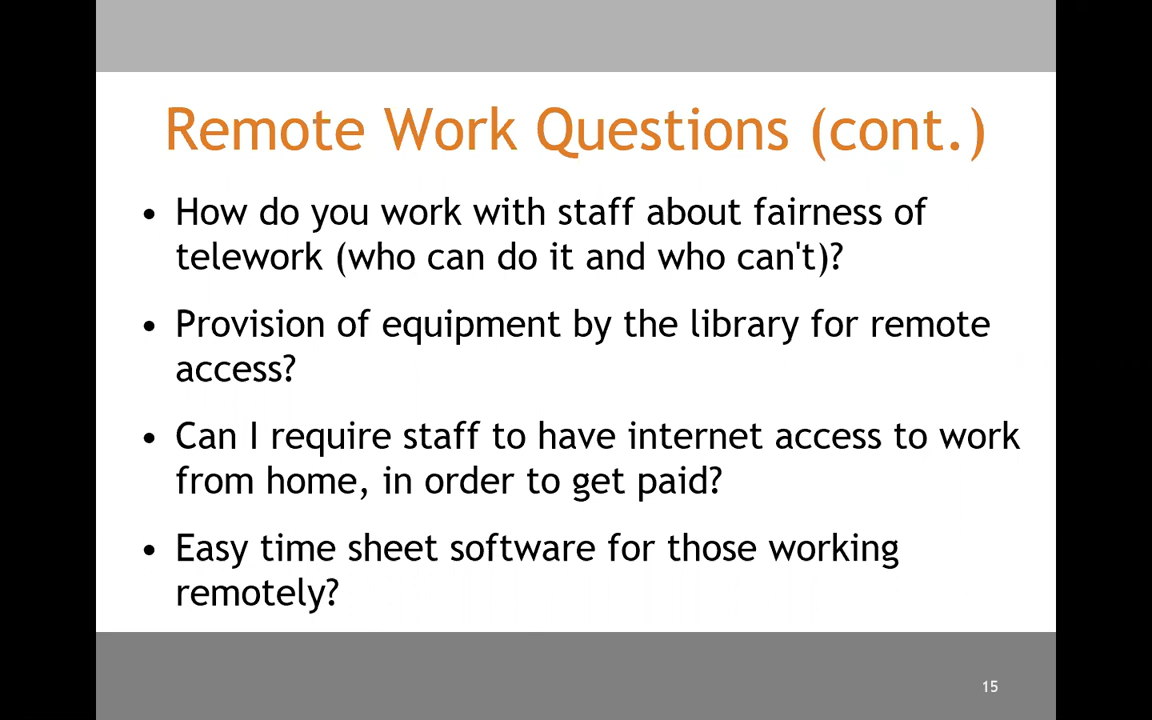 Remote Work Questions (cont.)
• How do you work with staff about fairness of
telework (who can do it and who can't)?
• Provision of equipment by the library for remote
access?
• Can I require staff to have internet access to work
from home, in order to get paid?
• Easy time sheet software for those working
remotely?
15